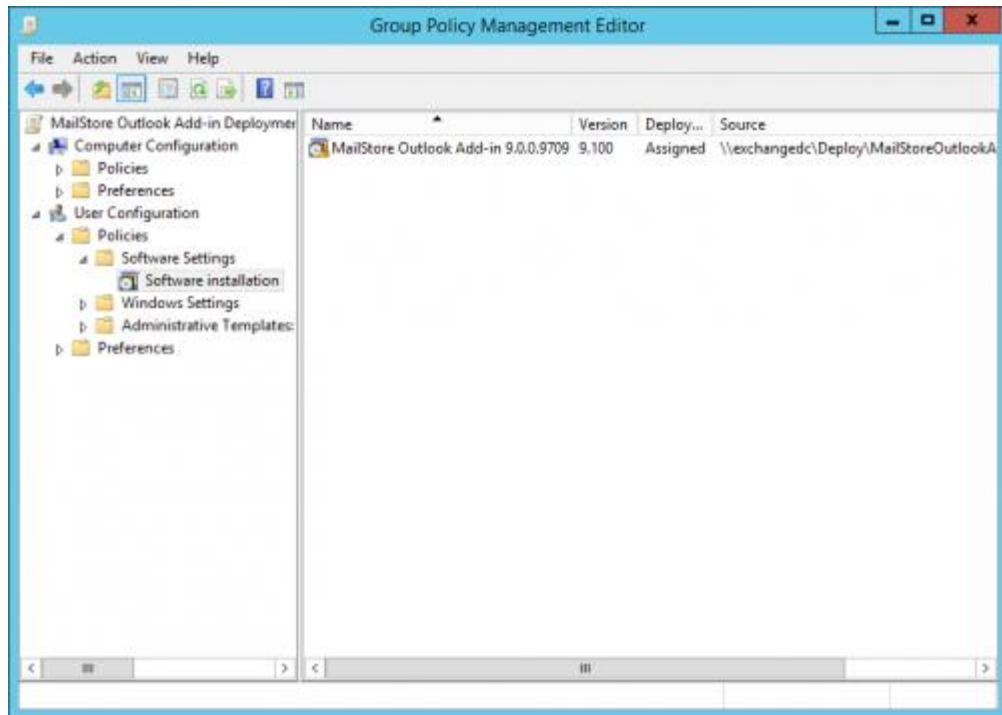 Group Policy Management Editor
File Action View Help
MailStore Outlook Add-in Deploymer
Computer Configuration
Policies
Preferences
User Configuration
Policies
Software Settings
Software installation
Windows Settings
Administrative Templates:
Preferences
Name Version Deploy... Source
MailStore Outlook Add-in 9.0.0.9709 9.100 Assigned \\exchangedc\Deploy\MailStoreOutlookA